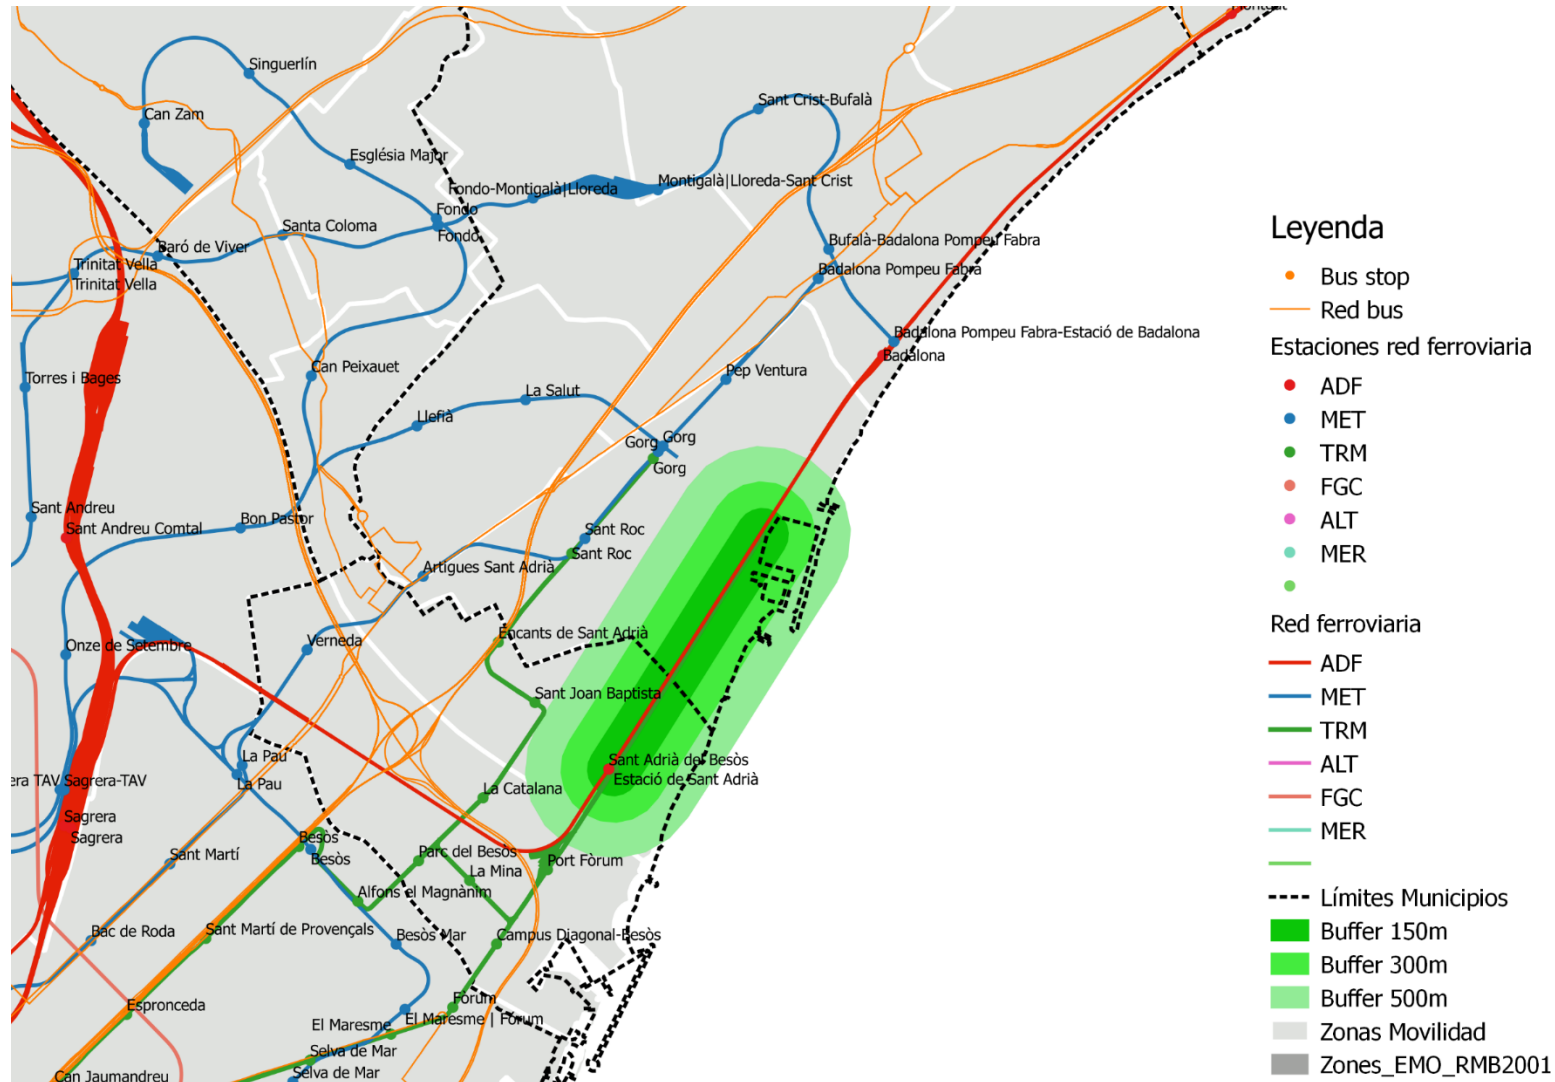 Montgat
Singuerlín
Sant Crist-Bufalà
Can Zam
Església Major
Fondo-Montigalà|Lloreda
Montigalà|Lloreda-Sant Crist
Fondo
Santa Coloma
Fondo
Baró de Viver
Bufalà-Badalona Pompeu Fabra
Trinitat Vella
Badalona Pompeu Fabra
Trinitat Vella
Badalona Pompeu Fabra-Estació de Badalona
Badalona
Can Peixauet
Pep Ventura
Torres i Bages
La Salut
Llefià
Gorg
Gorg
Gorg
Sant Andreu
Bon Pastor
Sant Andreu Comtal
Sant Roc
Sant Roc
Artigues Sant Adrià
Encants de Sant Adrià
Onze de Setembre
Verneda
Sant Joan Baptista
La Pau
Sant Adrià del Besòs
Estació de Sant Adrià
era TAV
Sagrera-TAV
La Pau
La Catalana
Sagrera
Sagrera
Besòs
Sant Martí
Besòs
Parc del Besòs
Port Fòrum
La Mina
Alfons el Magnànim
Bac de Roda
Sant Martí de Provençals
Besòs Mar
Campus Diagonal-Besòs
Espronceda
Fòrum
El Maresme
El Maresme | Fòrum
Selva de Mar
Selva de Mar
Can Jaumandreu
Leyenda
Bus stop
Red bus
Estaciones red ferroviaria
ADF
MET
TRM
FGC
ALT
MER
Red ferroviaria
ADF
MET
TRM
ALT
FGC
MER
Límites Municipios
Buffer 150m
Buffer 300m
Buffer 500m
Zonas Movilidad
Zones_EMO_RMB2001